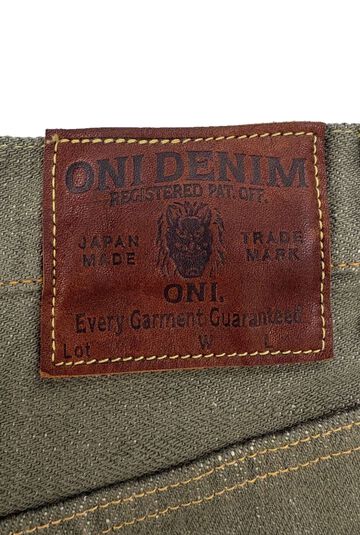 ONI DENIM
REGISTERED PAT. OFF.
JAPAN TRADE
MADE MARK
ONI.
Every Garment Guaranteed
Lot W L